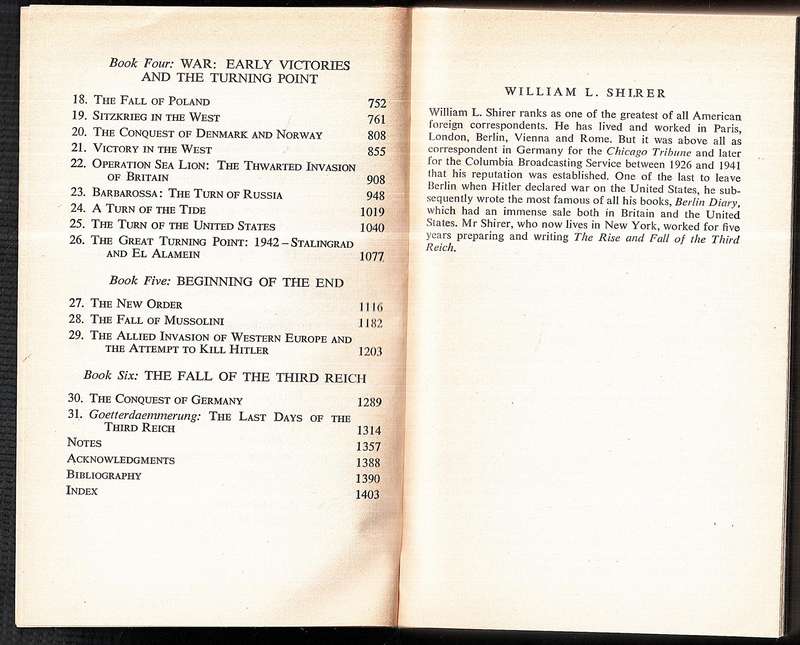 Book Four: WAR: EARLY VICTORIES
AND THE TURNING POINT
18. THE FALL OF POLAND 752
19. SITZKRIEG IN THE WEST 761
20. THE CONQUEST OF DENMARK AND NORWAY 808
21. VICTORY IN THE WEST 855
22. OPERATION SEA LION: THE THWARTED INVASION
OF BRITAIN 908
23. BARBAROSSA: THE TURN OF RUSSIA 948
24. A TURN OF THE TIDE 1019
25. THE TURN OF THE UNITED STATES 1040
26. THE GREAT TURNING POINT: 1942 – STALINGRAD
AND EL ALAMEIN 1077
Book Five: BEGINNING OF THE END
27. THE NEW ORDER 1116
28. THE FALL OF MUSSOLINI 1182
29. THE ALLIED INVASION OF WESTERN EUROPE AND
THE ATTEMPT TO KILL HITLER 1203
Book Six: THE FALL OF THE THIRD REICH
30. THE CONQUEST OF GERMANY 1289
31. Goetterdaemmerung: THE LAST DAYS OF THE
THIRD REICH 1314
NOTES 1357
ACKNOWLEDGMENTS 1388
BIBLIOGRAPHY 1390
INDEX 1403
WILLIAM L. SHIRER
William L. Shirer ranks as one of the greatest of all American
foreign correspondents. He has lived and worked in Paris,
London, Berlin, Vienna and Rome. But it was above all as
correspondent in Germany for the Chicago Tribune and later
for the Columbia Broadcasting Service between 1926 and 1941
that his reputation was established. One of the last to leave
Berlin when Hitler declared war on the United States, he sub-
sequently wrote the most famous of all his books, Berlin Diary,
which had an immense sale both in Britain and the United
States. Mr Shirer, who now lives in New York, worked for five
years preparing and writing The Rise and Fall of the Third
Reich.